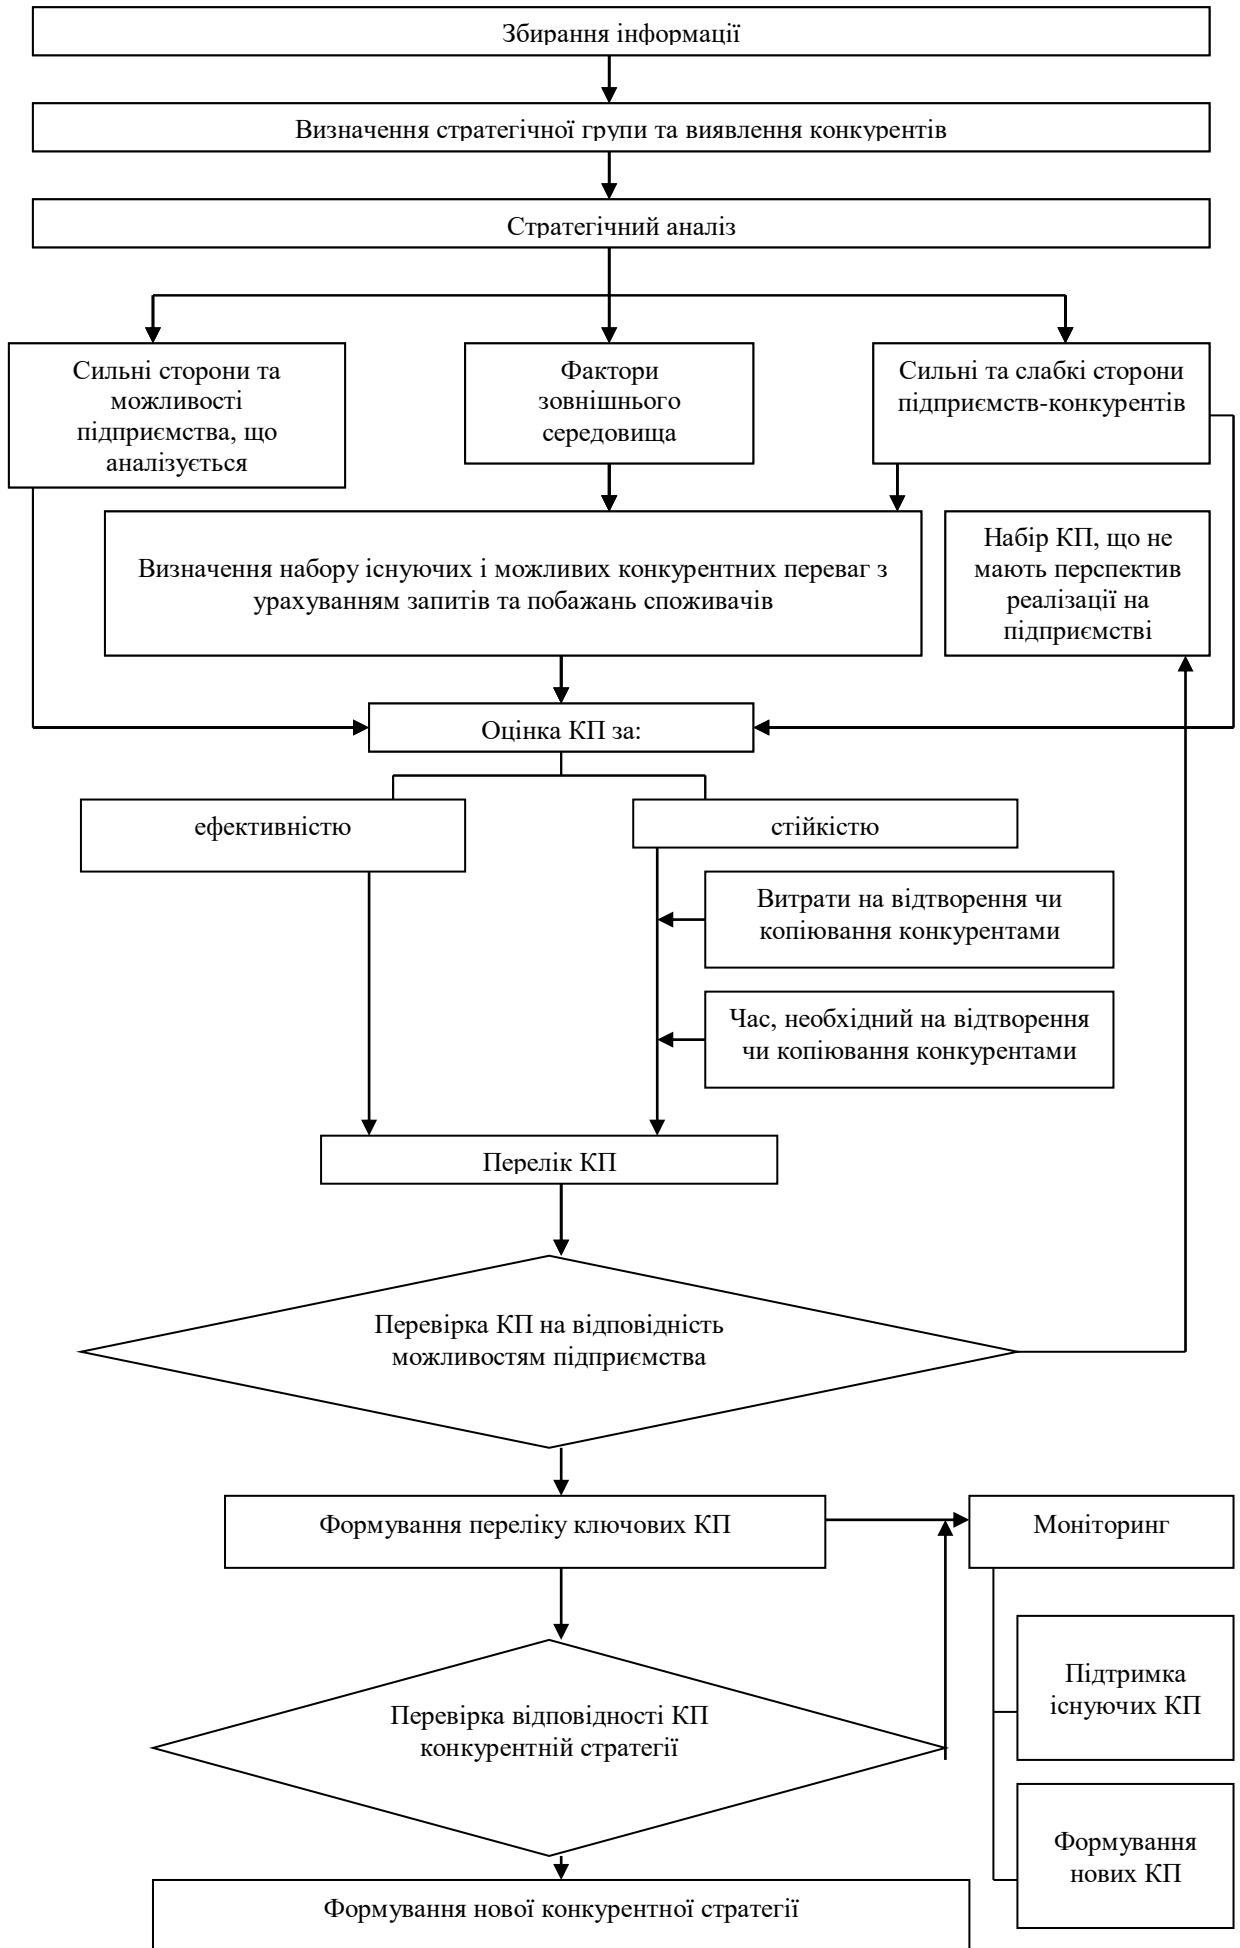 Збирання інформації
Визначення стратегічної групи та виявлення конкурентів
Стратегічний аналіз
Сильні сторони та
можливості
підприємства, що
аналізується
Фактори
зовнішнього
середовища
Сильні та слабкі сторони
підприємств-конкурентів
Визначення набору існуючих і можливих конкурентних переваг з
урахуванням запитів та побажань споживачів
Набір КП, що не
мають перспектив
реалізації на
підприємстві
Оцінка КП за:
ефективністю
стійкістю
Витрати на відтворення чи
копіювання конкурентами
Час, необхідний на відтворення
чи копіювання конкурентами
Перелік КП
Перевірка КП на відповідність
можливостям підприємства
Формування переліку ключових КП
Моніторинг
Підтримка
існуючих КП
Перевірка відповідності КП
конкурентній стратегії
Формування
нових КП
Формування нової конкурентної стратегії